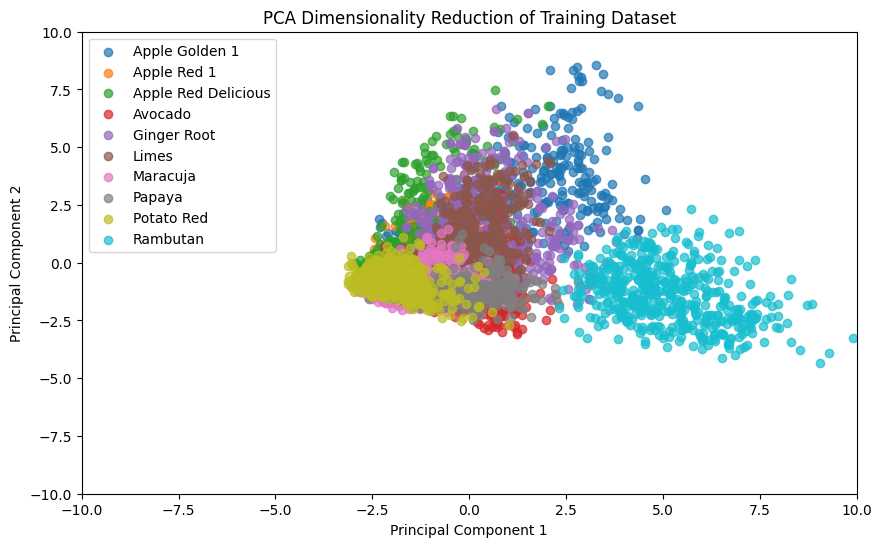 PCA Dimensionality Reduction of Training Dataset
Apple Golden 1
Apple Red 1
Apple Red Delicious
Avocado
Ginger Root
Limes
Maracuja
Papaya
Potato Red
Rambutan
Principal Component 2
10.0
7.5
5.0
2.5
0.0
−2.5
−5.0
−7.5
−10.0
−10.0 −7.5 −5.0 −2.5 0.0 2.5 5.0 7.5 10.0
Principal Component 1